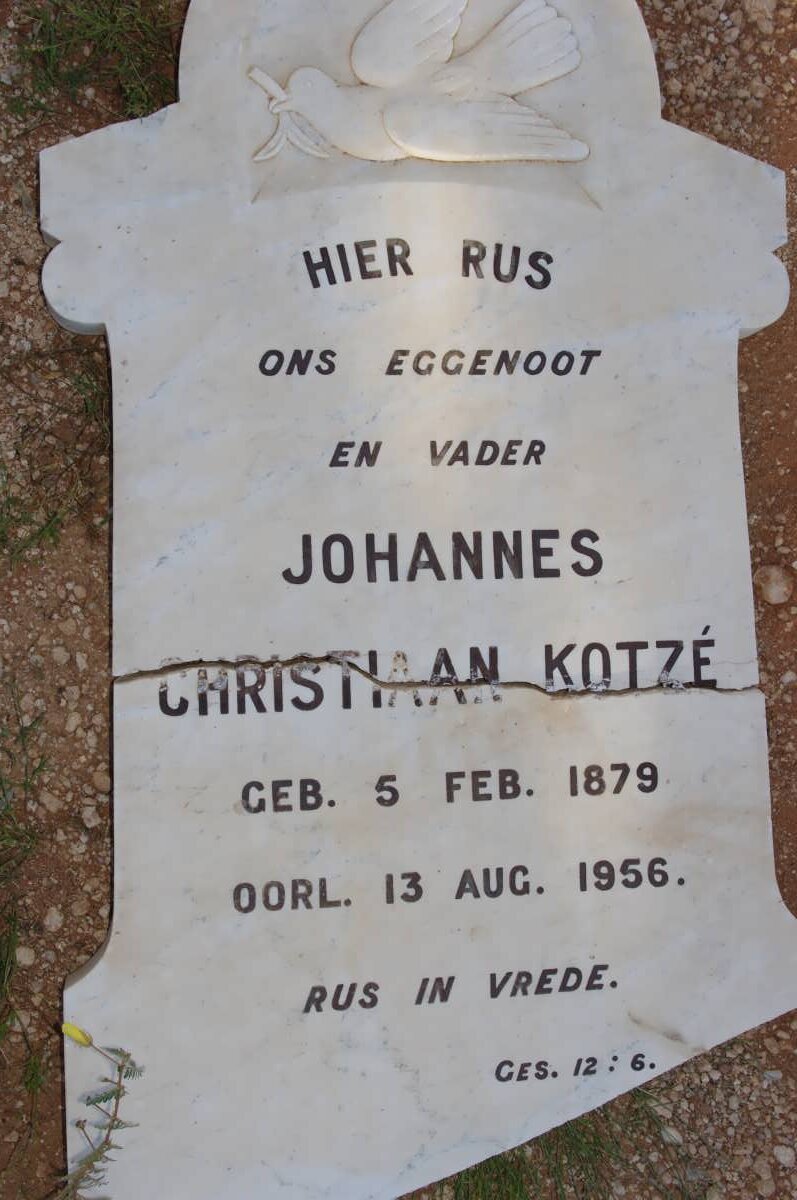 HIER RUS
ONS EGGENOOT
EN VADER
JOHANNES
CHRISTIAAN KOTZÉ
GEB. 5 FEB. 1879
OORL. 13 AUG. 1956.
RUS IN VREDE.
GES. 12 : 6.